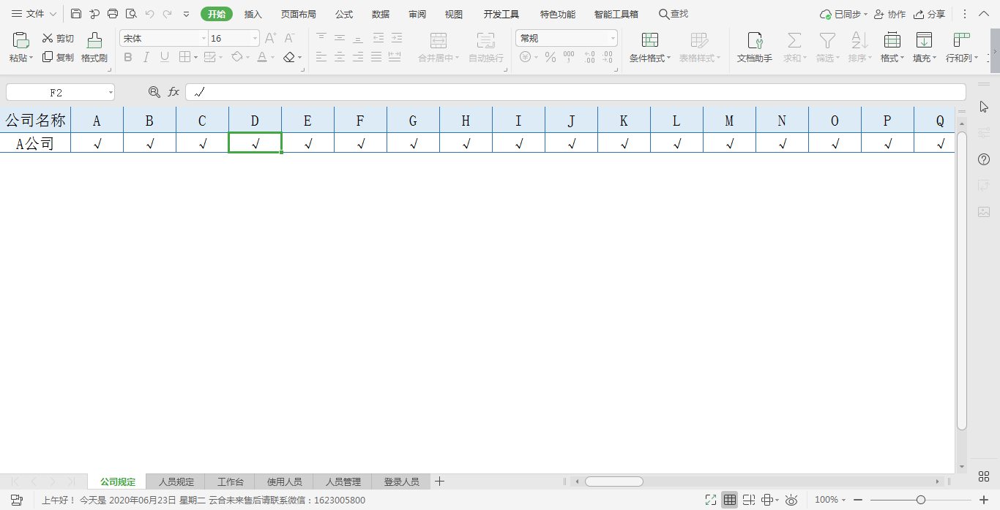 文件 开始 插入 页面布局 公式 数据 审阅 视图 开发工具 特色功能 智能工具箱 查找 已同步 协作 分享
粘贴 剪切 复制 格式刷 宋体 16 A+ A- B I U A 合并居中 自动换行 常规 % 000 条件格式 表格样式 文档助手 求和 筛选 排序 格式 填充 行和列
F2 fx √
公司名称 A B C D E F G H I J K L M N O P Q
A公司 √ √ √ √ √ √ √ √ √ √ √ √ √ √ √ √ √
公司规定 人员规定 工作台 使用人员 人员管理 登录人员
上午好！ 今天是 2020年06月23日 星期二 云合未来售后请联系微信：1623005800 100%